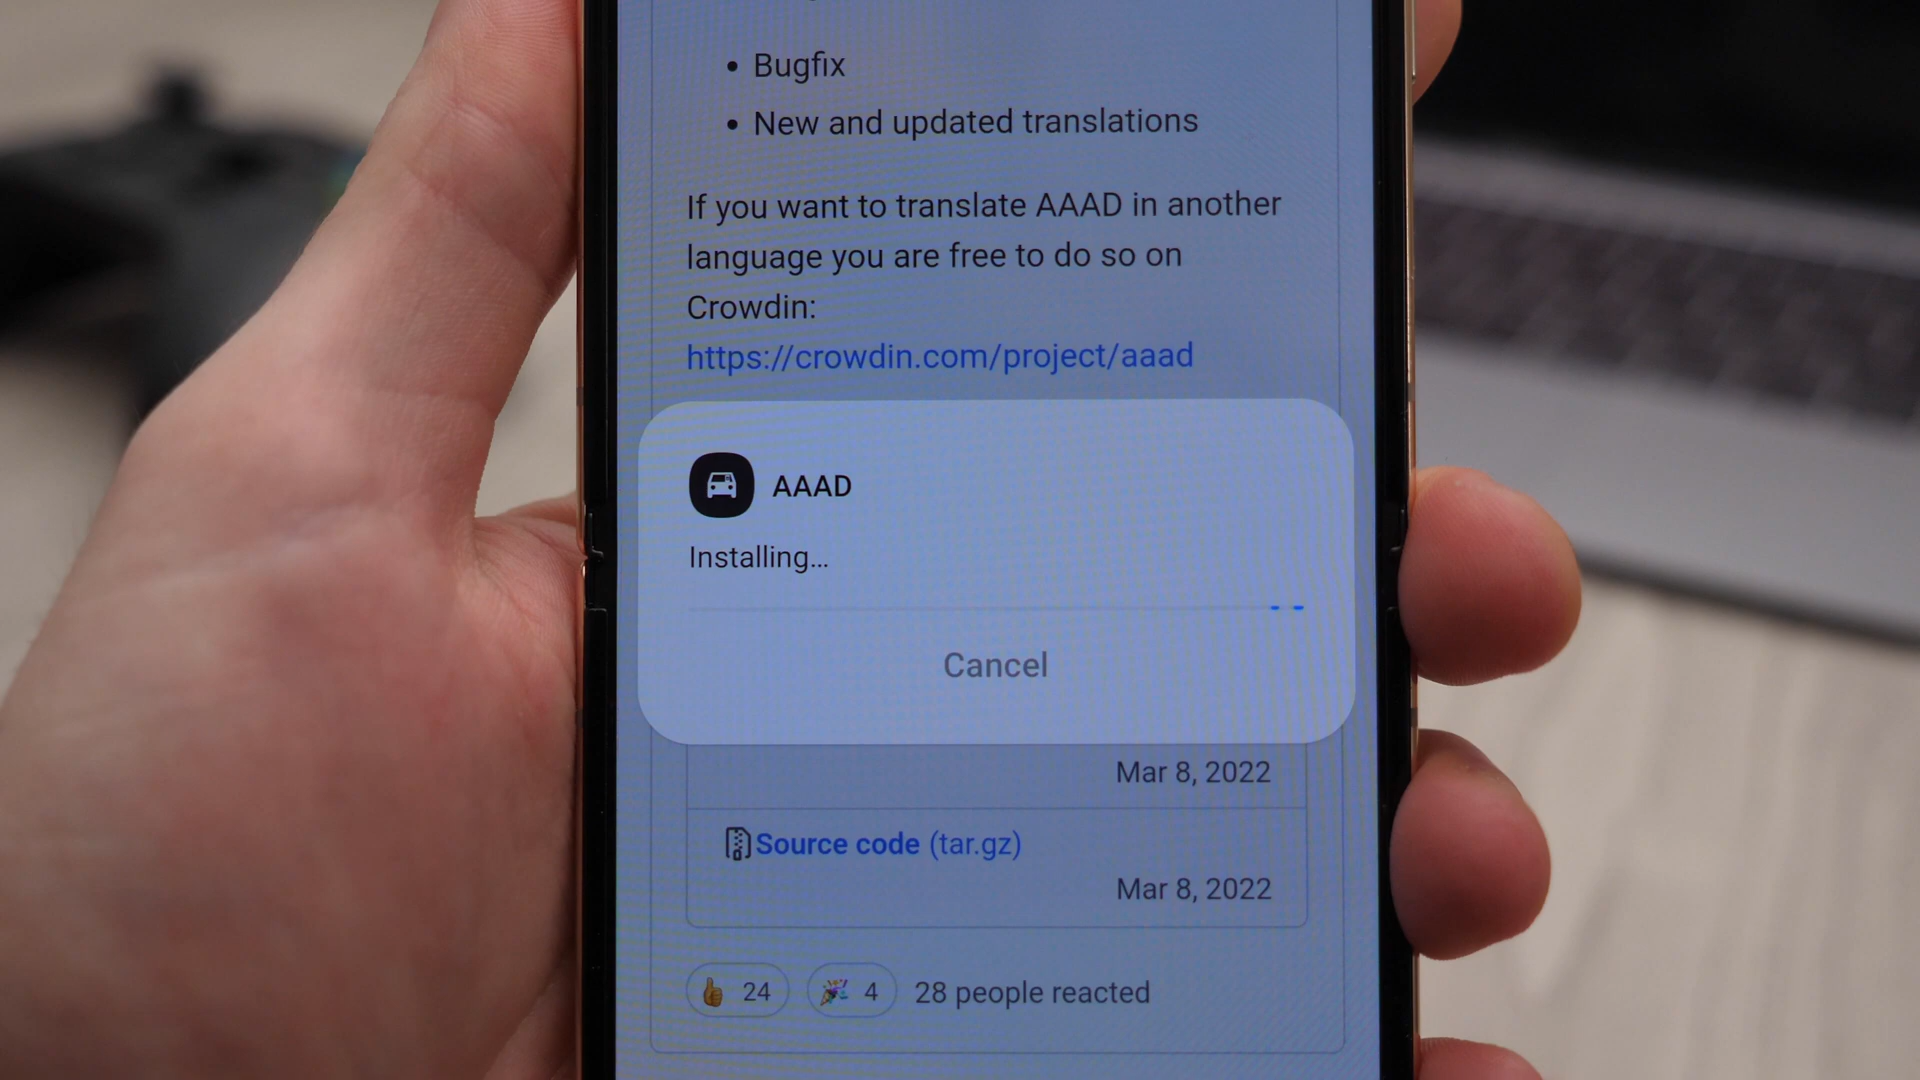 Bugfix
New and updated translations
If you want to translate AAAD in another
language you are free to do so on
Crowdin:
https://crowdin.com/project/aaad
AAAD
Installing…
Cancel
Mar 8, 2022
Source code (tar.gz)
Mar 8, 2022
24 4 28 people reacted